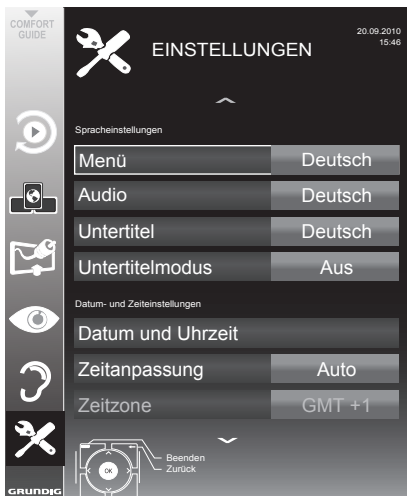 COMFORT
GUIDE
EINSTELLUNGEN
20.09.2010
15:46
Spracheinstellungen
Menü Deutsch
Audio Deutsch
Untertitel Deutsch
Untertitelmodus Aus
Datum- und Zeiteinstellungen
Datum und Uhrzeit
Zeitanpassung Auto
Zeitzone GMT +1
OK
Beenden
Zurück
GRUNDIG